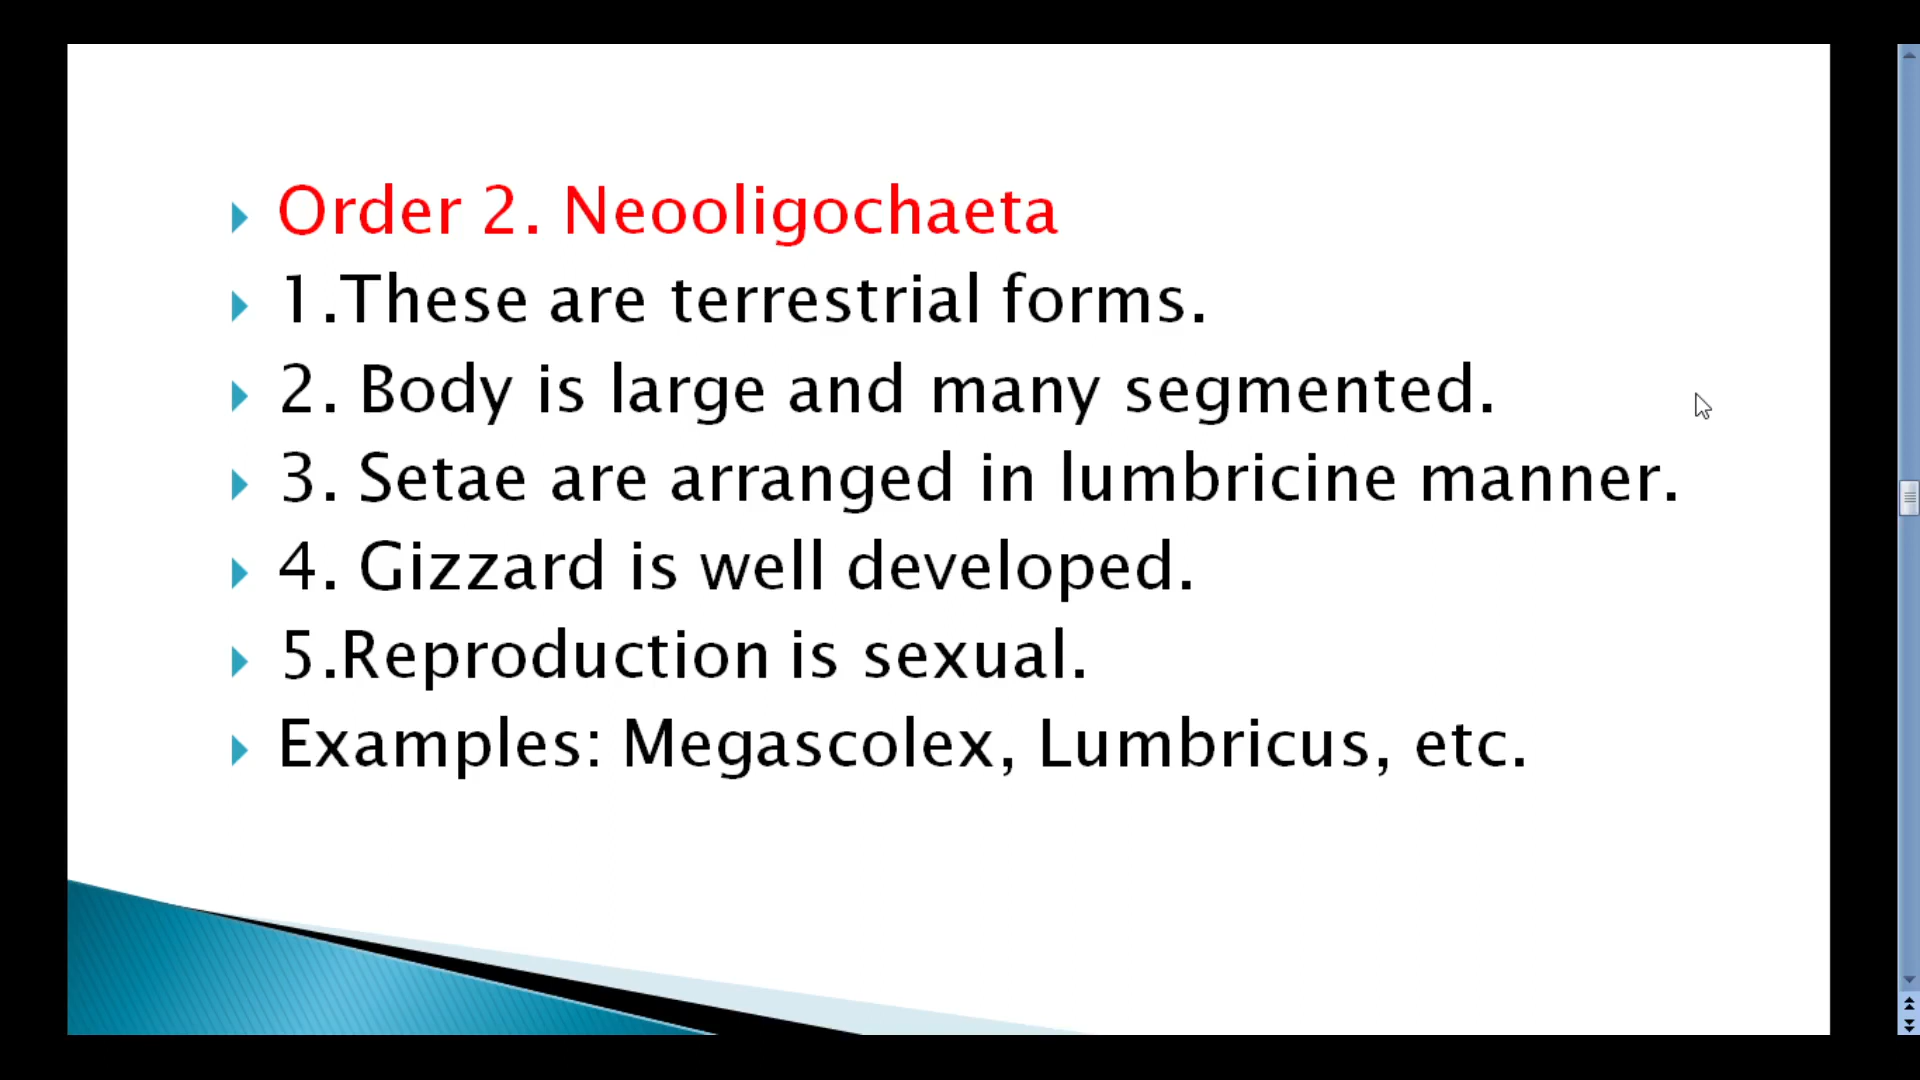 Order 2. Neooligochaeta
1.These are terrestrial forms.
2. Body is large and many segmented.
3. Setae are arranged in lumbricine manner.
4. Gizzard is well developed.
5.Reproduction is sexual.
Examples: Megascolex, Lumbricus, etc.